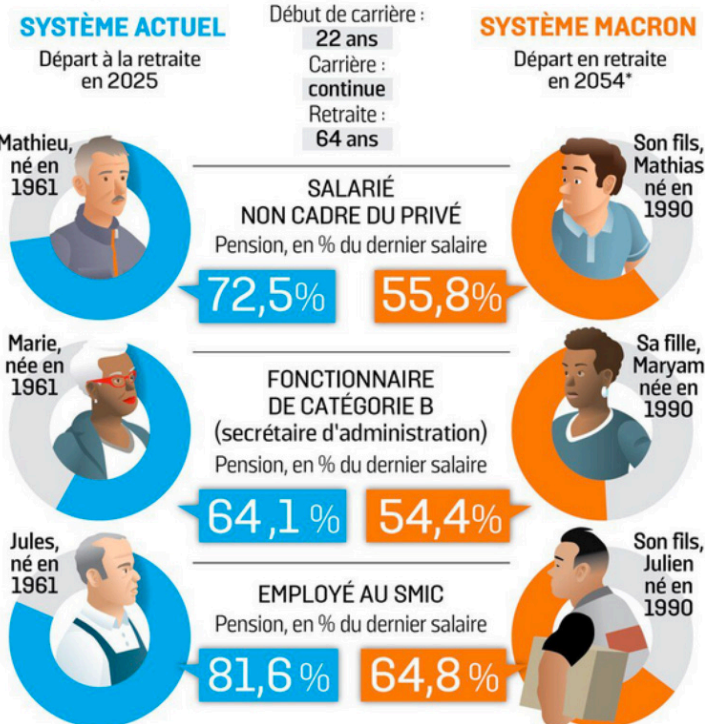 SYSTÈME ACTUEL
Départ à la retraite
en 2025
Début de carrière :
22 ans
Carrière :
continue
Retraite :
64 ans
SYSTÈME MACRON
Départ en retraite
en 2054*
Mathieu,
né en
1961
SALARIÉ
NON CADRE DU PRIVÉ
Pension, en % du dernier salaire
72,5%
55,8%
Son fils,
Mathias
né en
1990
Marie,
née en
1961
FONCTIONNAIRE
DE CATÉGORIE B
(secrétaire d'administration)
Pension, en % du dernier salaire
64,1 %
54,4%
Sa fille,
Maryam
née en
1990
Jules,
né en
1961
EMPLOYÉ AU SMIC
Pension, en % du dernier salaire
81,6 %
64,8 %
Son fils,
Julien
né en
1990